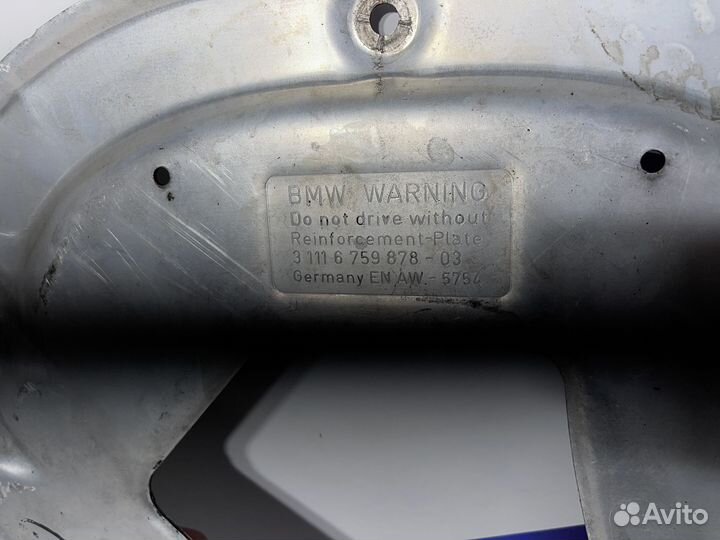 BMW WARNING
Do not drive without
Reinforcement-Plate
3 111 6 759 878 - 03
Germany EN AW.- 5754
Avito